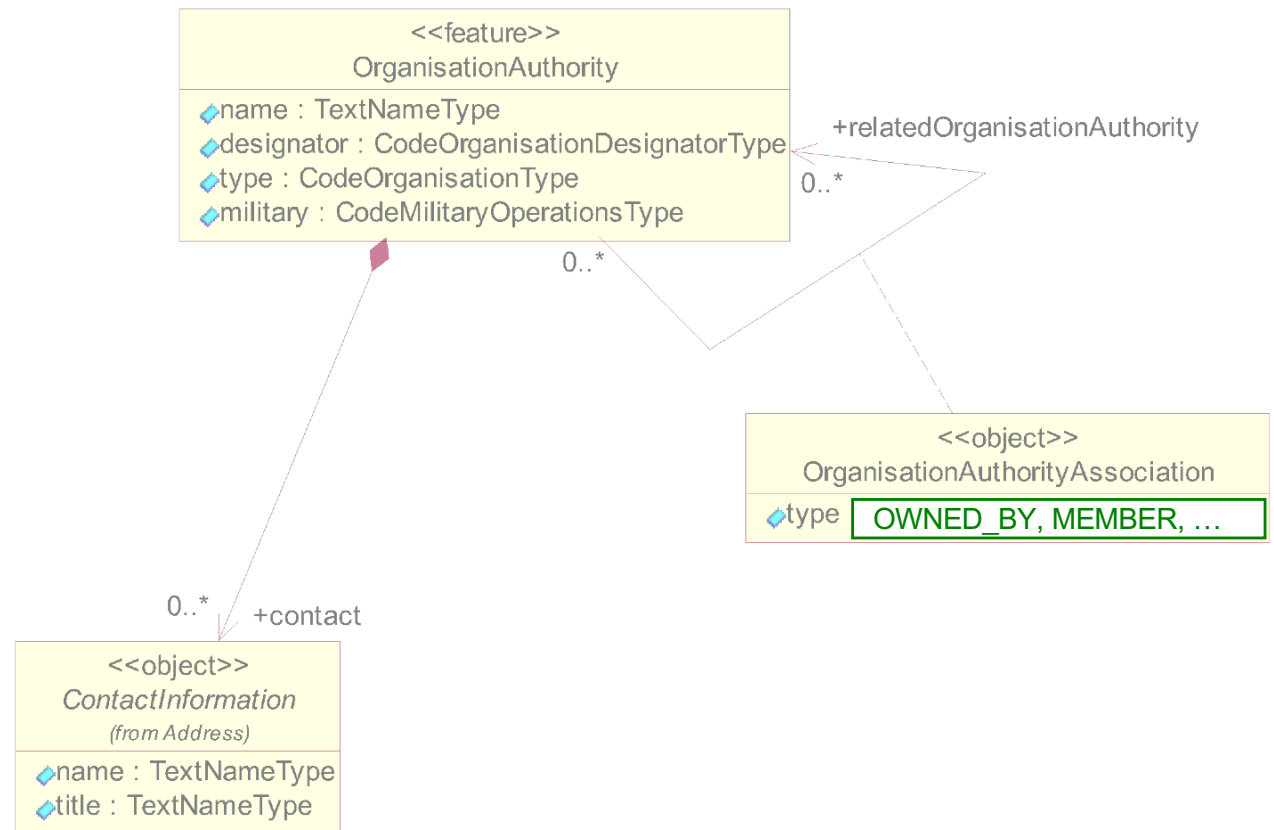 <<feature>>
OrganisationAuthority
name : TextNameType
designator : CodeOrganisationDesignatorType
type : CodeOrganisationType
military : CodeMilitaryOperationsType
+relatedOrganisationAuthority
0..*
0..*
<<object>>
OrganisationAuthorityAssociation
type OWNED_BY, MEMBER, …
0..*
+contact
<<object>>
ContactInformation
(from Address)
name : TextNameType
title : TextNameType